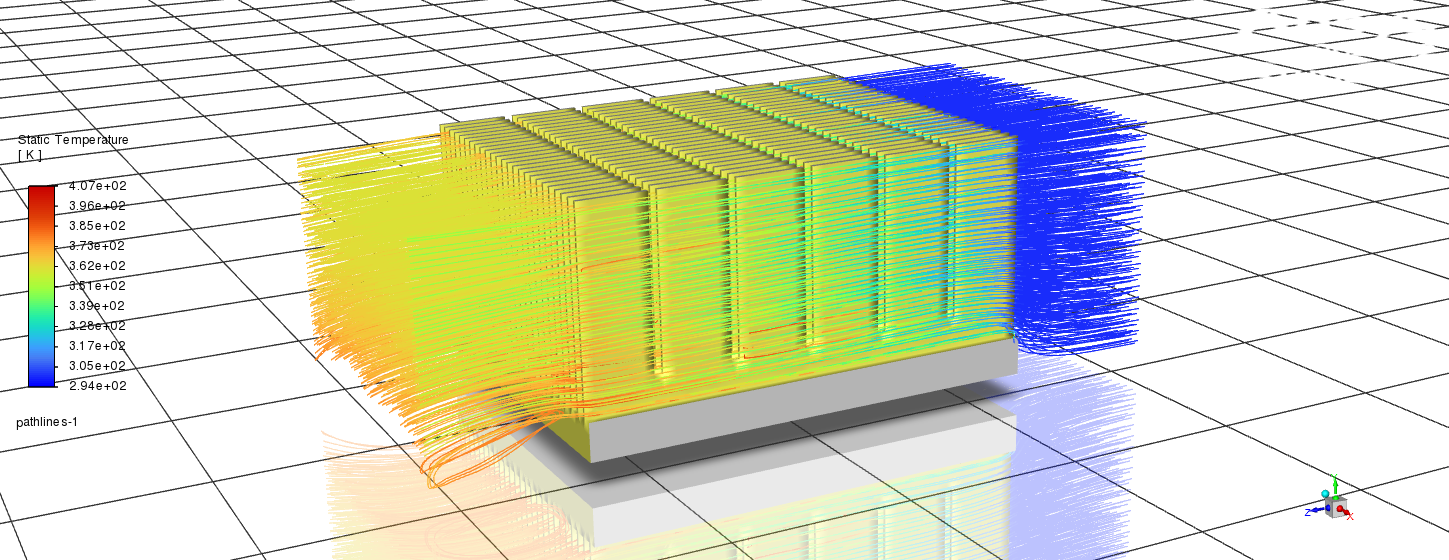 Static Temperature
[ K ]
4.07e+02
3.96e+02
3.85e+02
3.73e+02
3.62e+02
3.51e+02
3.39e+02
3.28e+02
3.17e+02
3.05e+02
2.94e+02
pathlines-1
Y
Z
X